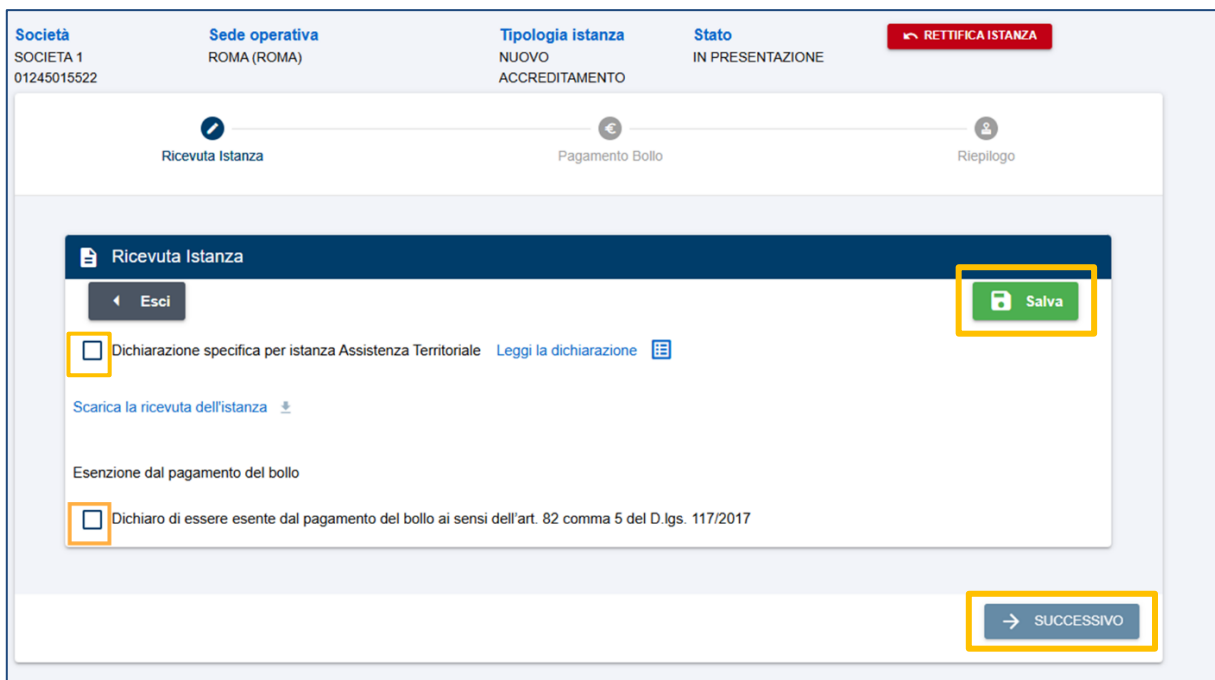 Società
SOCIETA 1
01245015522
Sede operativa
ROMA (ROMA)
Tipologia istanza
NUOVO
ACCREDITAMENTO
Stato
IN PRESENTAZIONE
RETTIFICA ISTANZA
Ricevuta Istanza
Pagamento Bollo
Riepilogo
Ricevuta Istanza
Esci
Salva
Dichiarazione specifica per istanza Assistenza Territoriale Leggi la dichiarazione
Scarica la ricevuta dell'istanza
Esenzione dal pagamento del bollo
Dichiaro di essere esente dal pagamento del bollo ai sensi dell'art. 82 comma 5 del D.lgs. 117/2017
SUCCESSIVO